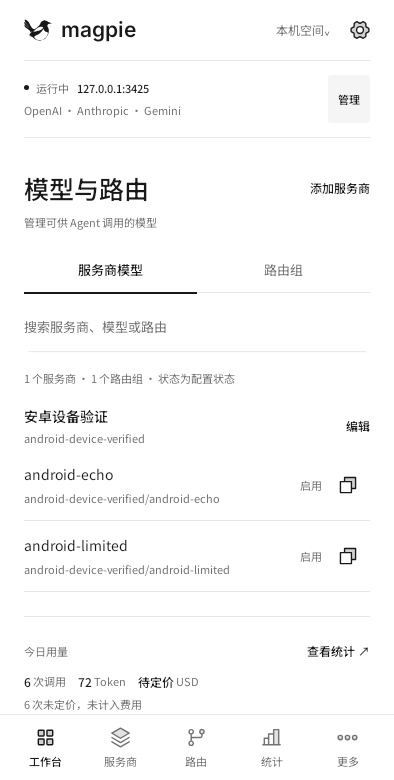 magpie
本机空间
运行中 127.0.0.1:3425
OpenAI · Anthropic · Gemini
管理
模型与路由
添加服务商
管理可供 Agent 调用的模型
服务商模型
路由组
搜索服务商、模型或路由
1 个服务商 · 1 个路由组 · 状态为配置状态
安卓设备验证
android-device-verified
编辑
android-echo
android-device-verified/android-echo
启用
android-limited
android-device-verified/android-limited
启用
今日用量
查看统计 ↗
6 次调用 72 Token 待定价 USD
6 次未定价，未计入费用
工作台
服务商
路由
统计
更多